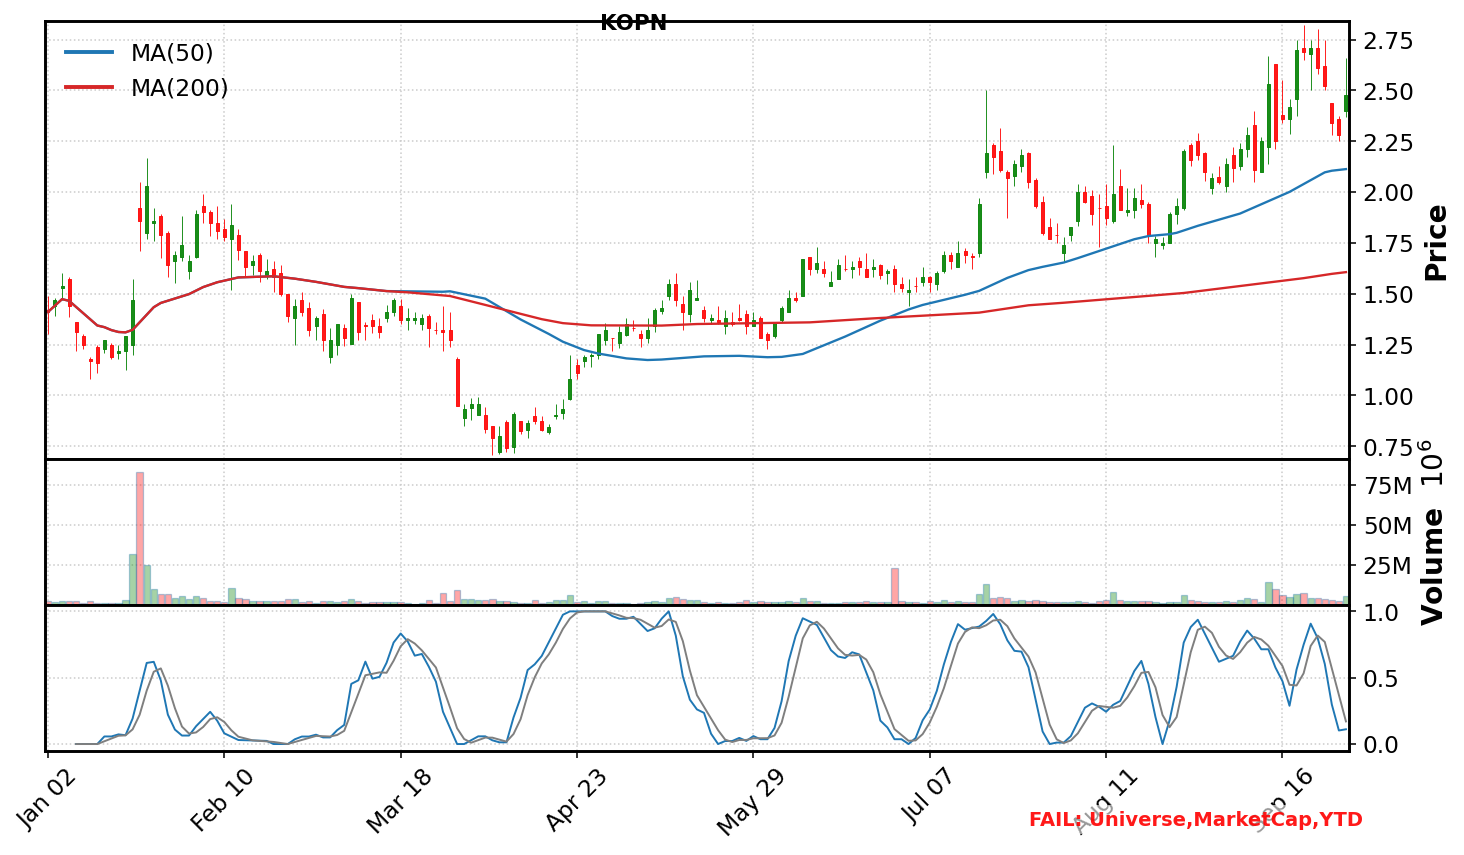 KOPN
MA(50)
MA(200)
2.75
2.50
2.25
2.00
1.75
1.50
1.25
1.00
0.75
Price
75M
50M
25M
Volume 10^6
1.0
0.5
0.0
Jan 02
Feb 10
Mar 18
Apr 23
May 29
Jul 07
Aug 11
Sep 16
FAIL: Universe,MarketCap,YTD